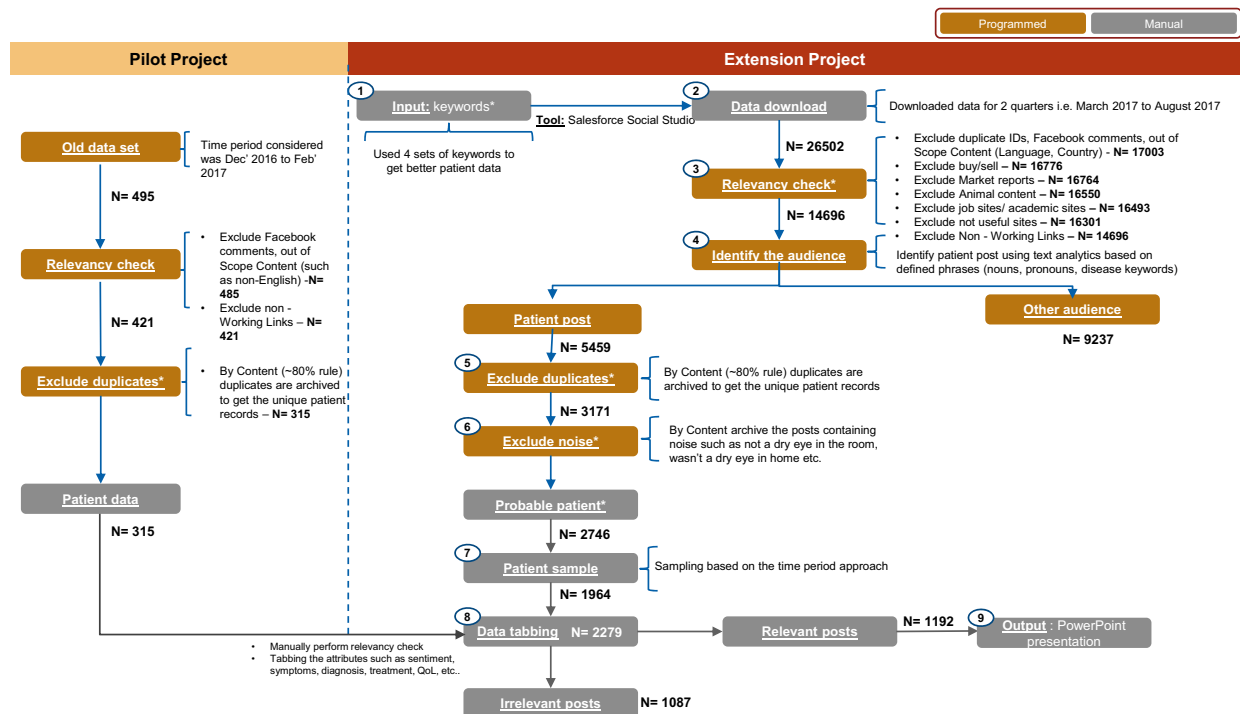 Programmed
Manual
Pilot Project
Extension Project
Old data set
Time period considered
was Dec' 2016 to Feb'
2017
N= 495
Relevancy check
• Exclude Facebook
comments, out of
Scope Content (such
as non-English) -N=
485
• Exclude non -
Working Links – N=
421
N= 421
Exclude duplicates*
• By Content (~80% rule)
duplicates are archived
to get the unique patient
records – N= 315
Patient data
N= 315
1
Input: keywords*
Used 4 sets of keywords to
get better patient data
Tool: Salesforce Social Studio
2
Data download
Downloaded data for 2 quarters i.e. March 2017 to August 2017
N= 26502
3
Relevancy check*
• Exclude duplicate IDs, Facebook comments, out of
Scope Content (Language, Country) - N= 17003
• Exclude buy/sell – N= 16776
• Exclude Market reports – N= 16764
• Exclude Animal content – N= 16550
• Exclude job sites/ academic sites – N= 16493
• Exclude not useful sites – N= 16301
• Exclude Non - Working Links – N= 14696
N= 14696
4
Identify the audience
Identify patient post using text analytics based on
defined phrases (nouns, pronouns, disease keywords)
Patient post
Other audience
N= 5459
N= 9237
5
Exclude duplicates*
By Content (~80% rule) duplicates are
archived to get the unique patient records
N= 3171
6
Exclude noise*
By Content archive the posts containing
noise such as not a dry eye in the room,
wasn't a dry eye in home etc.
Probable patient*
N= 2746
7
Patient sample
Sampling based on the time period approach
N= 1964
8
Data tabbing N= 2279
• Manually perform relevancy check
• Tabbing the attributes such as sentiment,
symptoms, diagnosis, treatment, QoL, etc..
Relevant posts
N= 1192
9
Output : PowerPoint
presentation
Irrelevant posts
N= 1087